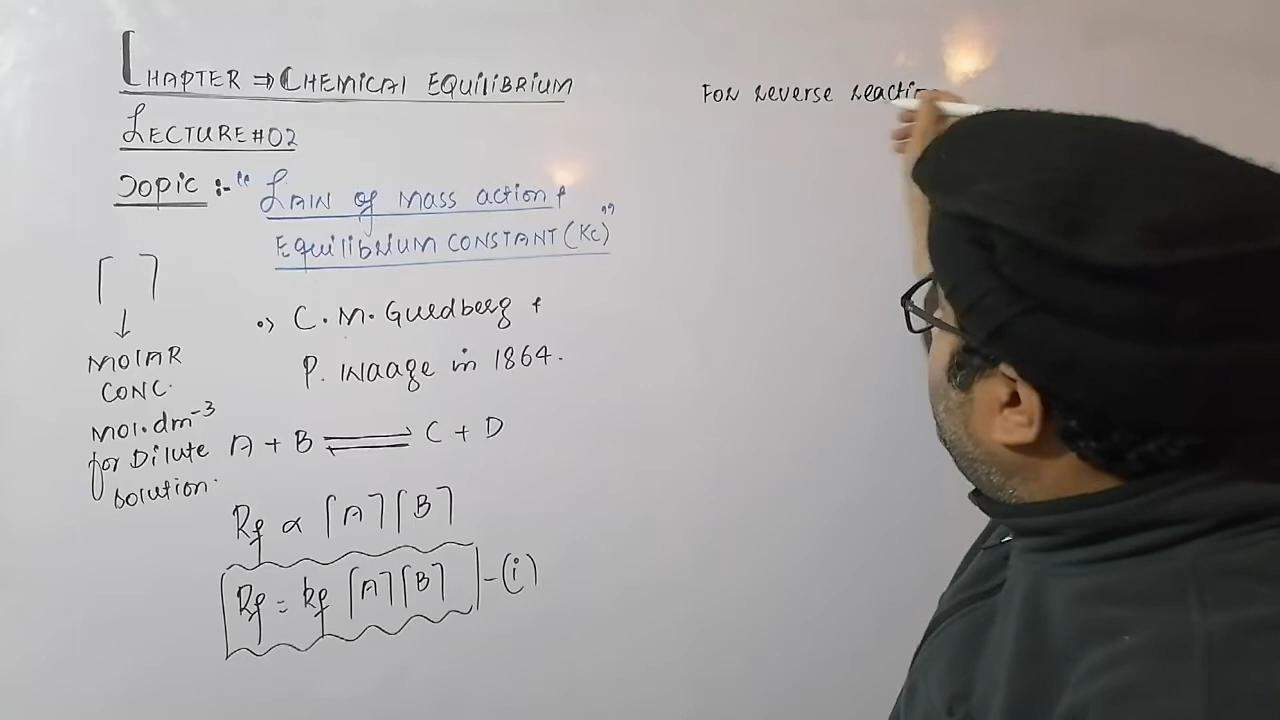 CHAPTER ⇒ CHEMICAL EQUILIBRIUM
LECTURE #02
TOPIC :- "LAW of MASS action &
EQUILIBRIUM CONSTANT (Kc)"
[ ]
↓
MOLAR
CONC.
MOl.dm⁻³
for Dilute
solution.
C.M. Guldberg &
P. Waage in 1864.
A + B ⇌ C + D
Rf ∝ [A][B]
Rf = kf [A][B] -(i)
FOR Reverse Reaction